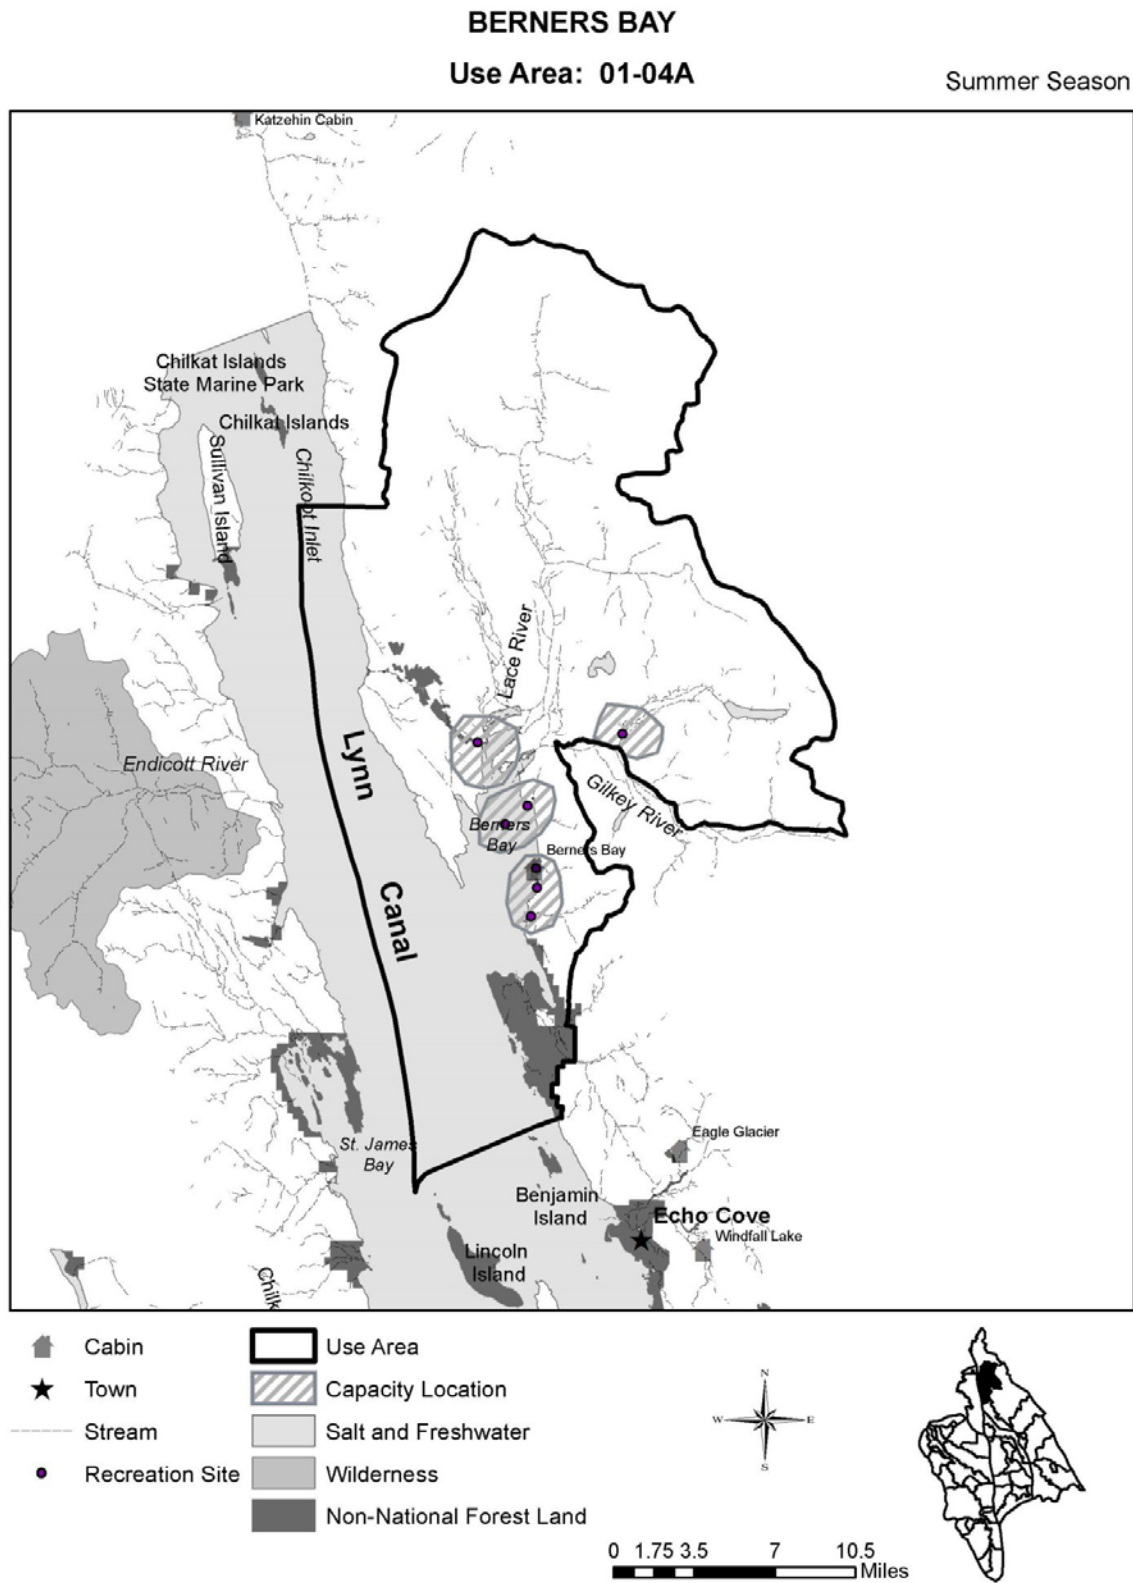 BERNERS BAY
Use Area: 01-04A
Summer Season
Katzehin Cabin
Chilkat Islands
State Marine Park
Chilkat Islands
Sullivan Island
Chilkoot Inlet
Lace River
Endicott River
Lynn
Canal
Gilkey River
Berners
Bay
Berners Bay
St. James
Bay
Eagle Glacier
Benjamin
Island
Echo Cove
Windfall Lake
Lincoln
Island
Chilk
Cabin
Town
Stream
Recreation Site
Use Area
Capacity Location
Salt and Freshwater
Wilderness
Non-National Forest Land
N
W E
S
0 1.75 3.5 7 10.5
Miles